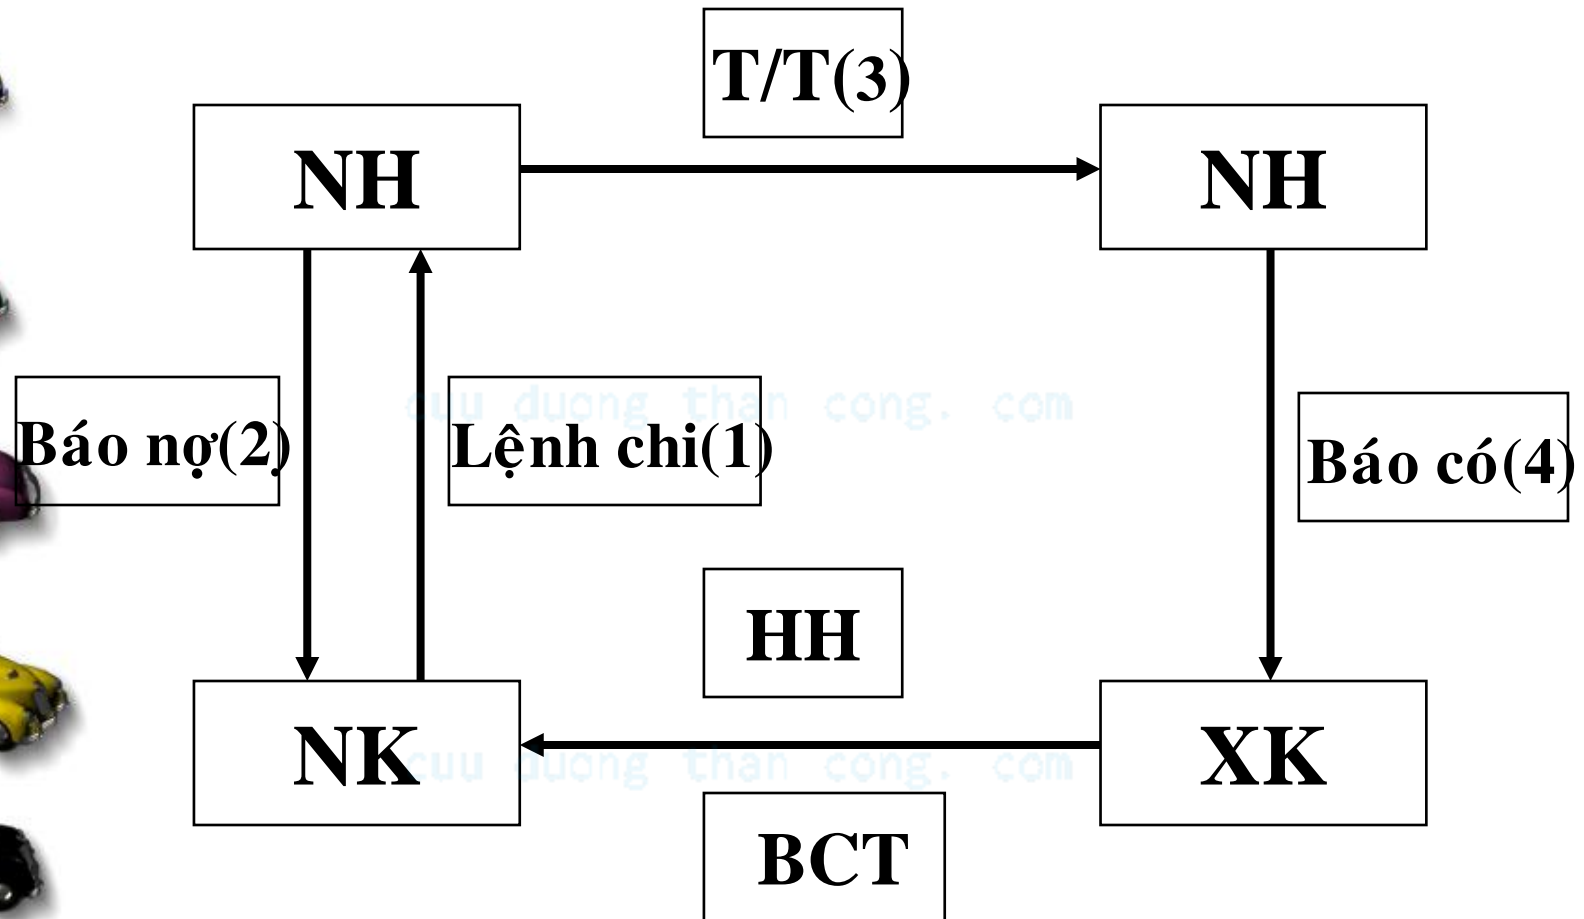 T/T(3)
NH
NH
Báo nợ(2)
Lệnh chi(1)
cuu duong than cong. com
Báo có(4)
HH
NK
cuu duong than cong. com
XK
BCT